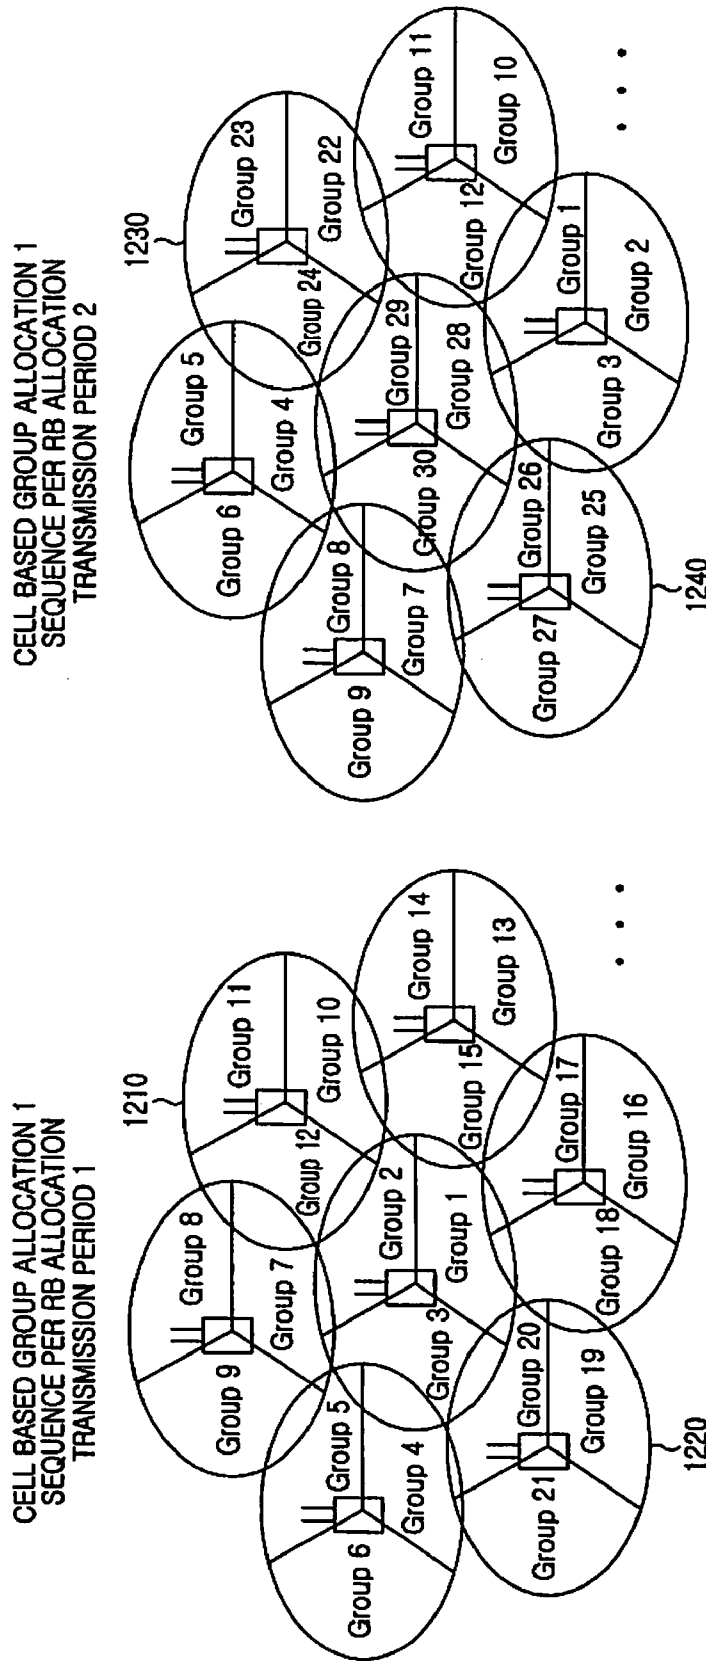 CELL BASED GROUP ALLOCATION 1
SEQUENCE PER RB ALLOCATION
TRANSMISSION PERIOD 1
Group 8
Group 9
Group 7
1210
Group 11
Group 12
Group 10
Group 5
Group 6
Group 4
Group 2
Group 3
Group 1
Group 14
Group 15
Group 13
Group 20
Group 21
Group 19
Group 17
Group 18
Group 16
1220
. . .
CELL BASED GROUP ALLOCATION 1
SEQUENCE PER RB ALLOCATION
TRANSMISSION PERIOD 2
Group 5
Group 6
Group 4
1230
Group 23
Group 24
Group 22
Group 8
Group 9
Group 7
Group 29
Group 30
Group 28
Group 11
Group 12
Group 10
Group 26
Group 27
Group 25
Group 1
Group 3
Group 2
1240
. . .